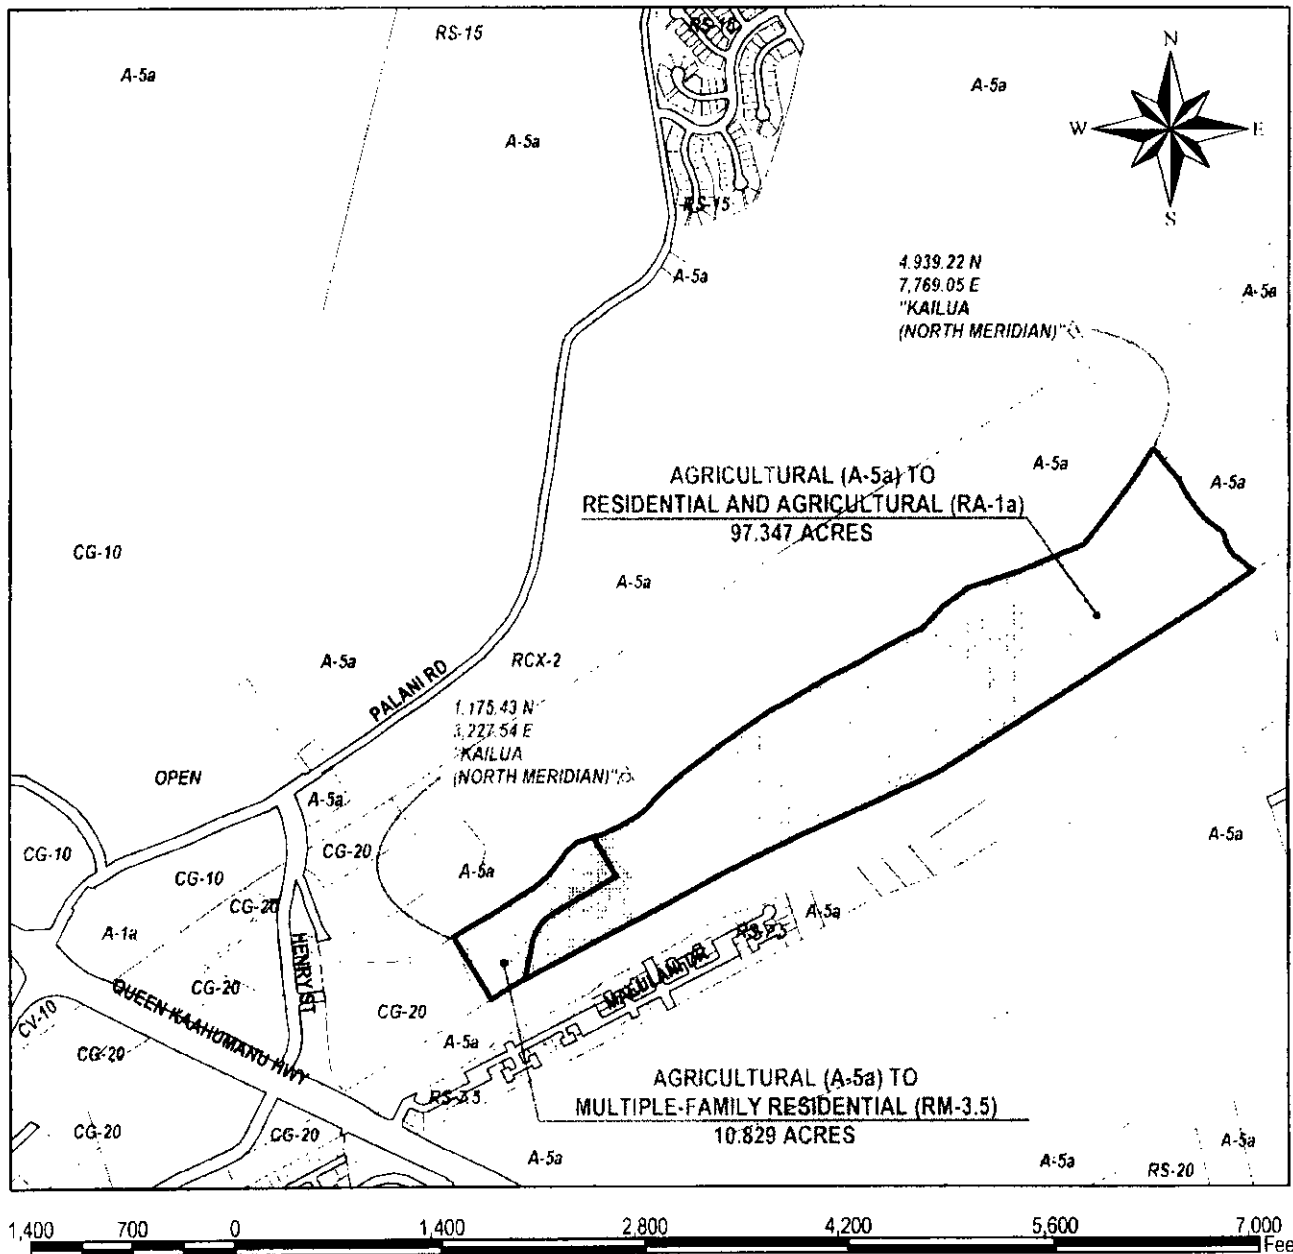 RS-15
RS-15
A-5a
A-5a
A-5a
N
W
E
S
RS-15
A-5a
4.939.22 N
7,769.05 E
"KAILUA
(NORTH MERIDIAN)"
A-5a
A-5a
A-5a
AGRICULTURAL (A-5a) TO
RESIDENTIAL AND AGRICULTURAL (RA-1a)
97.347 ACRES
CG-10
A-5a
A-5a
RCX-2
PALANI RD
1,175.43 N
3,227.54 E
"KAILUA
(NORTH MERIDIAN)"
OPEN
A-5a
CG-10
CG-20
A-5a
A-5a
CG-10
CG-20
A-1a
A-5a
HENRY ST
CG-20
QUEEN KAAHUMANU HWY
CG-20
CV-10
CG-20
A-5a
RS-3.5
AGRICULTURAL (A-5a) TO
MULTIPLE-FAMILY RESIDENTIAL (RM-3.5)
10.829 ACRES
CG-20
CG-20
A-5a
A-5a
A-5a
RS-20
1,400 700 0 1,400 2,800 4,200 5,600 7,000
Feet